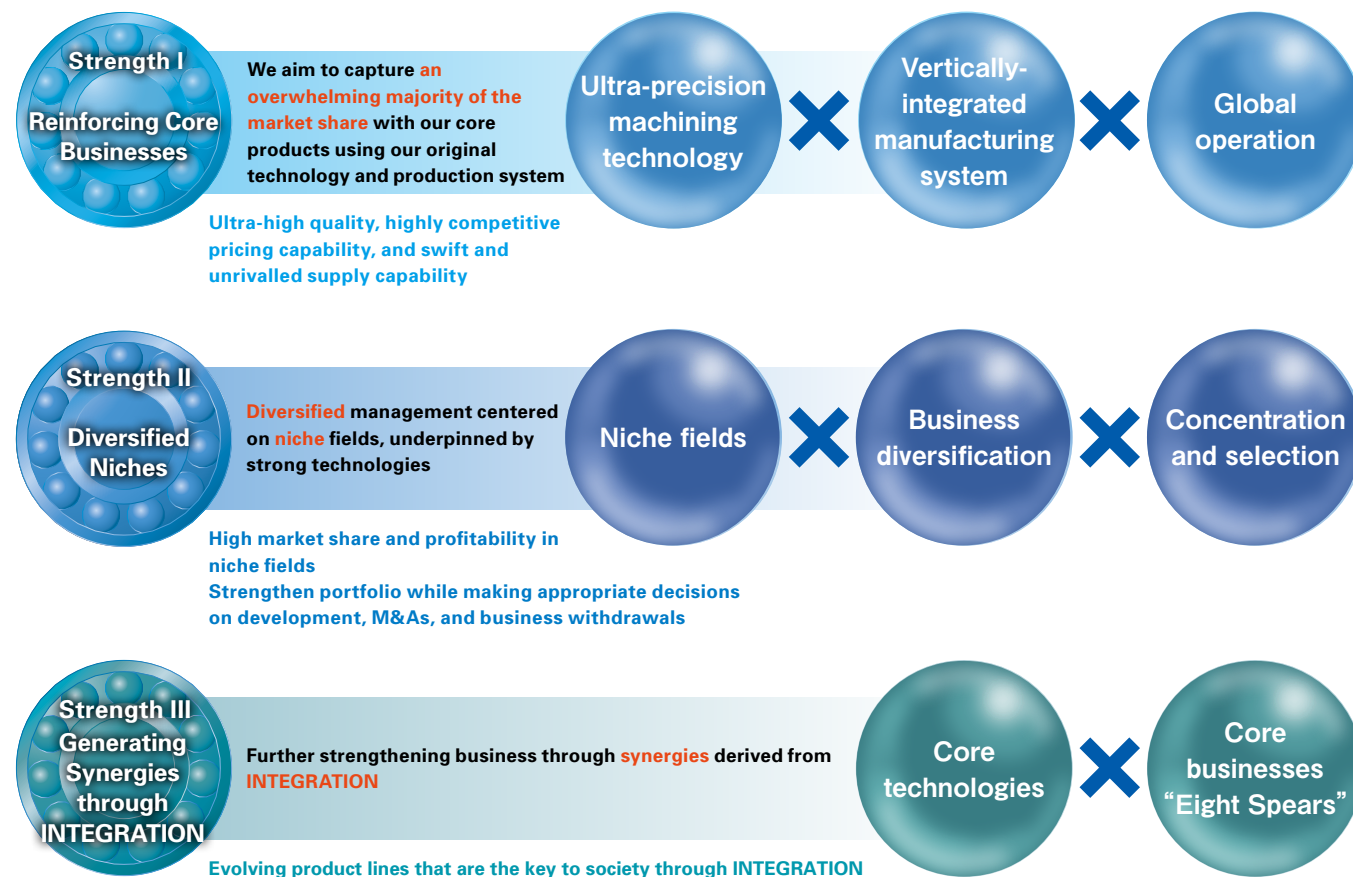 Strength I
Reinforcing Core
Businesses
We aim to capture an
overwhelming majority of the
market share with our core
products using our original
technology and production system
Ultra-precision
machining
technology
Vertically-
integrated
manufacturing
system
Global
operation
Ultra-high quality, highly competitive
pricing capability, and swift and
unrivalled supply capability
Strength II
Diversified
Niches
Diversified management centered
on niche fields, underpinned by
strong technologies
Niche fields
Business
diversification
Concentration
and selection
High market share and profitability in
niche fields
Strengthen portfolio while making appropriate decisions
on development, M&As, and business withdrawals
Strength III
Generating
Synergies
through
INTEGRATION
Further strengthening business through synergies derived from
INTEGRATION
Core
technologies
Core
businesses
“Eight Spears”
Evolving product lines that are the key to society through INTEGRATION